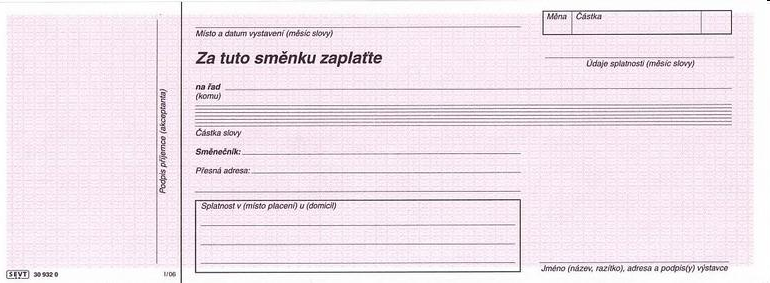 Místo a datum vystavení (měsíc slovy)
Měna Částka
Za tuto směnku zaplaťte
Údaje splatnosti (měsíc slovy)
na řad
(komu)
Částka slovy
Směnečník:
Přesná adresa:
Splatnost v (místo placení) u (domicil)
Jméno (název, razítko), adresa a podpis(y) výstavce
Podpis příjemce (akceptanta)
SEVT 30 932 0
1/06